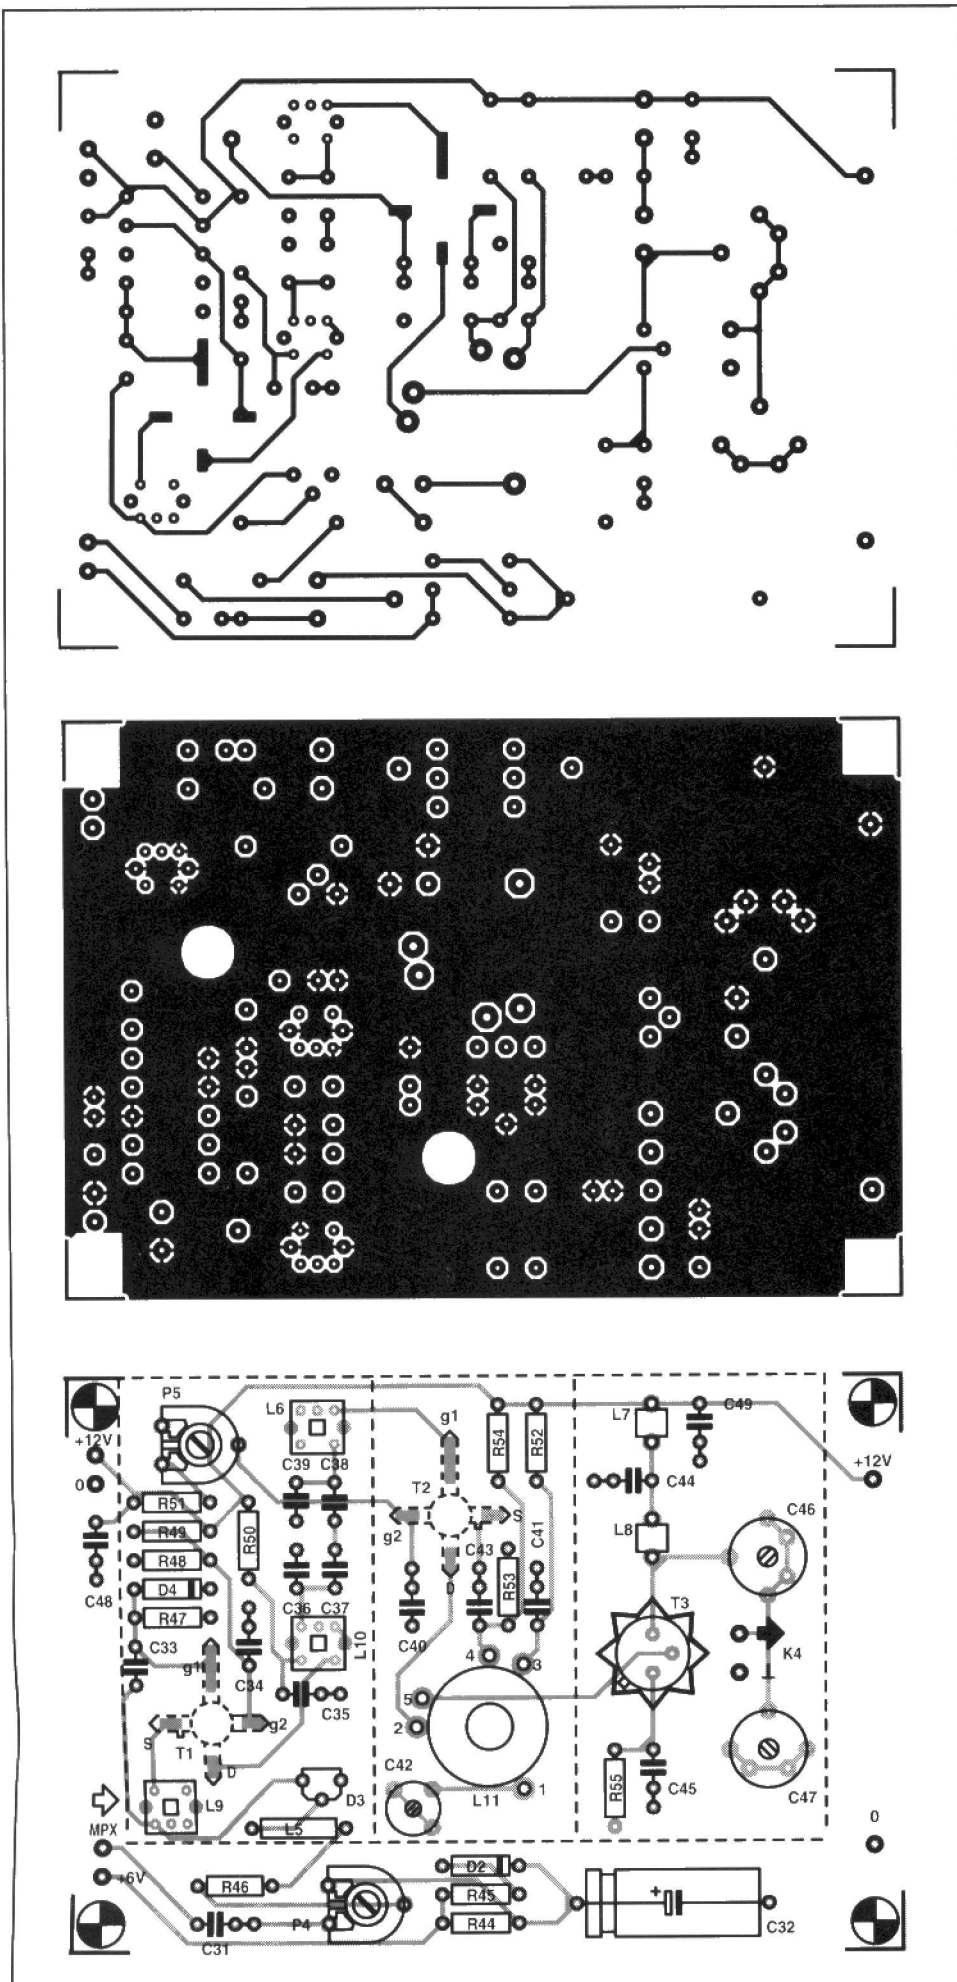 P5
L6
g1
L7
C49
+12V
R54
R52
+12V
C39 C38
0
T2
C44
R51
C46
R49
R50
g2
S
C41
L8
R48
C43
D4
R53
C48
C36 C37
T3
R47
C33
C40
L10
K4
g1
C34
4
3
5
C35
2
S
g2
T1
D
D
C42
R55
C45
D3
1
L9
L11
C47
MPX
L5
0
+6V
D2
R46
R45
+
P4
R44
C32
C31